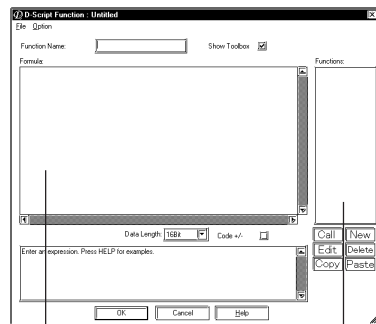 D-Script Function : Untitled
File Option
Function Name: Show Toolbox
Formula: Functions:
Data Length: 16Bit Code +/-
Enter an expression. Press HELP for examples.
Call New
Edit Delete
Copy Paste
OK Cancel Help